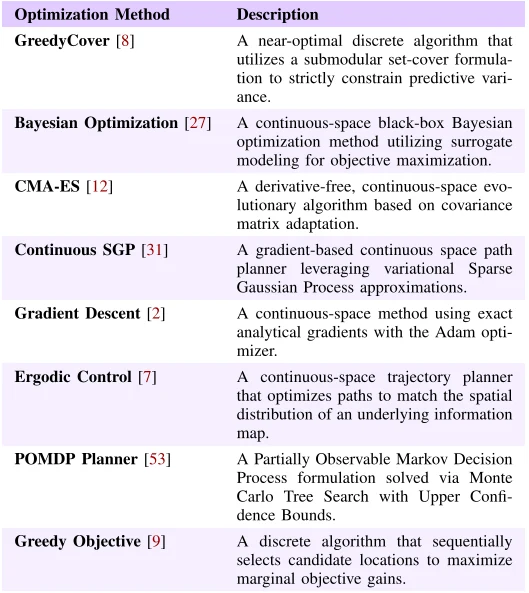 Optimization Method Description
GreedyCover [8] A near-optimal discrete algorithm that
utilizes a submodular set-cover formula-
tion to strictly constrain predictive vari-
ance.
Bayesian Optimization [27] A continuous-space black-box Bayesian
optimization method utilizing surrogate
modeling for objective maximization.
CMA-ES [12] A derivative-free, continuous-space evo-
lutionary algorithm based on covariance
matrix adaptation.
Continuous SGP [31] A gradient-based continuous space path
planner leveraging variational Sparse
Gaussian Process approximations.
Gradient Descent [2] A continuous-space method using exact
analytical gradients with the Adam opti-
mizer.
Ergodic Control [7] A continuous-space trajectory planner
that optimizes paths to match the spatial
distribution of an underlying information
map.
POMDP Planner [53] A Partially Observable Markov Decision
Process formulation solved via Monte
Carlo Tree Search with Upper Confi-
dence Bounds.
Greedy Objective [9] A discrete algorithm that sequentially
selects candidate locations to maximize
marginal objective gains.